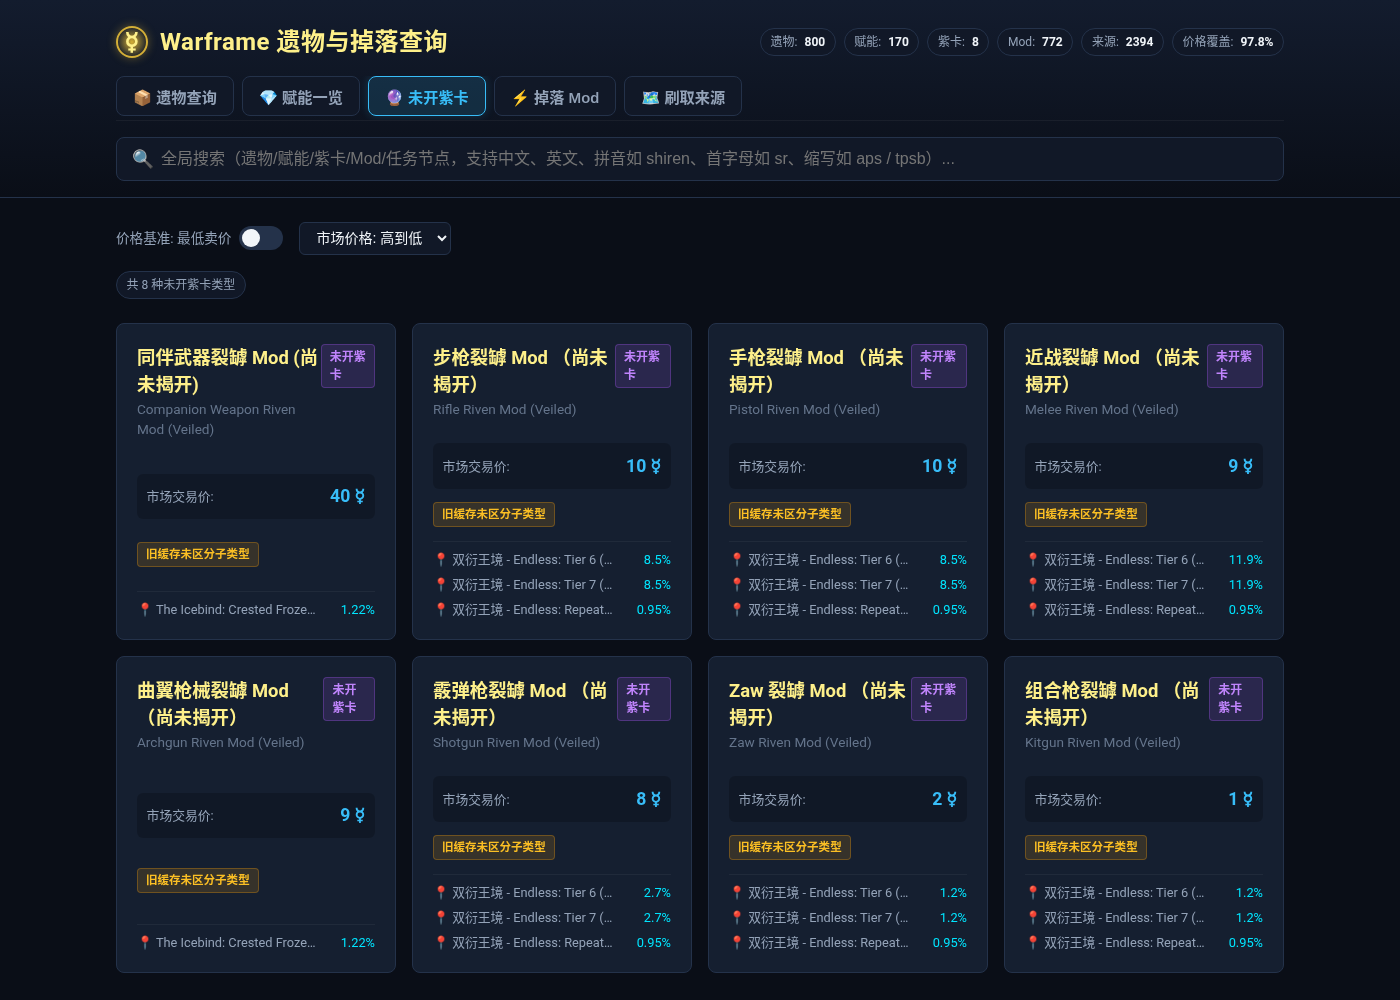 Warframe 遗物与掉落查询
遗物: 800
赋能: 170
紫卡: 8
Mod: 772
来源: 2394
价格覆盖: 97.8%
📦 遗物查询
💎 赋能一览
🔮 未开紫卡
⚡ 掉落 Mod
🗺️ 刷取来源
🔍 全局搜索（遗物/赋能/紫卡/Mod/任务节点，支持中文、英文、拼音如 shiren、首字母如 sr、缩写如 aps / tpsb）...
价格基准: 最低卖价
市场价格: 高到低
共 8 种未开紫卡类型
同伴武器裂罅 Mod (尚
未揭开)
未开紫
卡
Companion Weapon Riven
Mod (Veiled)
市场交易价:
40 ☿
旧缓存未区分子类型
📍 The Icebind: Crested Froze... 1.22%
步枪裂罅 Mod （尚未
揭开）
未开紫
卡
Rifle Riven Mod (Veiled)
市场交易价:
10 ☿
旧缓存未区分子类型
📍 双衍王境 - Endless: Tier 6 (... 8.5%
📍 双衍王境 - Endless: Tier 7 (... 8.5%
📍 双衍王境 - Endless: Repeat... 0.95%
手枪裂罅 Mod （尚未
揭开）
未开紫
卡
Pistol Riven Mod (Veiled)
市场交易价:
10 ☿
旧缓存未区分子类型
📍 双衍王境 - Endless: Tier 6 (... 8.5%
📍 双衍王境 - Endless: Tier 7 (... 8.5%
📍 双衍王境 - Endless: Repeat... 0.95%
近战裂罅 Mod （尚未
揭开）
未开紫
卡
Melee Riven Mod (Veiled)
市场交易价:
9 ☿
旧缓存未区分子类型
📍 双衍王境 - Endless: Tier 6 (... 11.9%
📍 双衍王境 - Endless: Tier 7 (... 11.9%
📍 双衍王境 - Endless: Repeat... 0.95%
曲翼枪械裂罅 Mod
（尚未揭开）
未开
紫卡
Archgun Riven Mod (Veiled)
市场交易价:
9 ☿
旧缓存未区分子类型
📍 The Icebind: Crested Froze... 1.22%
霰弹枪裂罅 Mod （尚
未揭开）
未开
紫卡
Shotgun Riven Mod (Veiled)
市场交易价:
8 ☿
旧缓存未区分子类型
📍 双衍王境 - Endless: Tier 6 (... 2.7%
📍 双衍王境 - Endless: Tier 7 (... 2.7%
📍 双衍王境 - Endless: Repeat... 0.95%
Zaw 裂罅 Mod （尚未
揭开）
未开紫
卡
Zaw Riven Mod (Veiled)
市场交易价:
2 ☿
旧缓存未区分子类型
📍 双衍王境 - Endless: Tier 6 (... 1.2%
📍 双衍王境 - Endless: Tier 7 (... 1.2%
📍 双衍王境 - Endless: Repeat... 0.95%
组合枪裂罅 Mod （尚
未揭开）
未开
紫卡
Kitgun Riven Mod (Veiled)
市场交易价:
1 ☿
旧缓存未区分子类型
📍 双衍王境 - Endless: Tier 6 (... 1.2%
📍 双衍王境 - Endless: Tier 7 (... 1.2%
📍 双衍王境 - Endless: Repeat... 0.95%